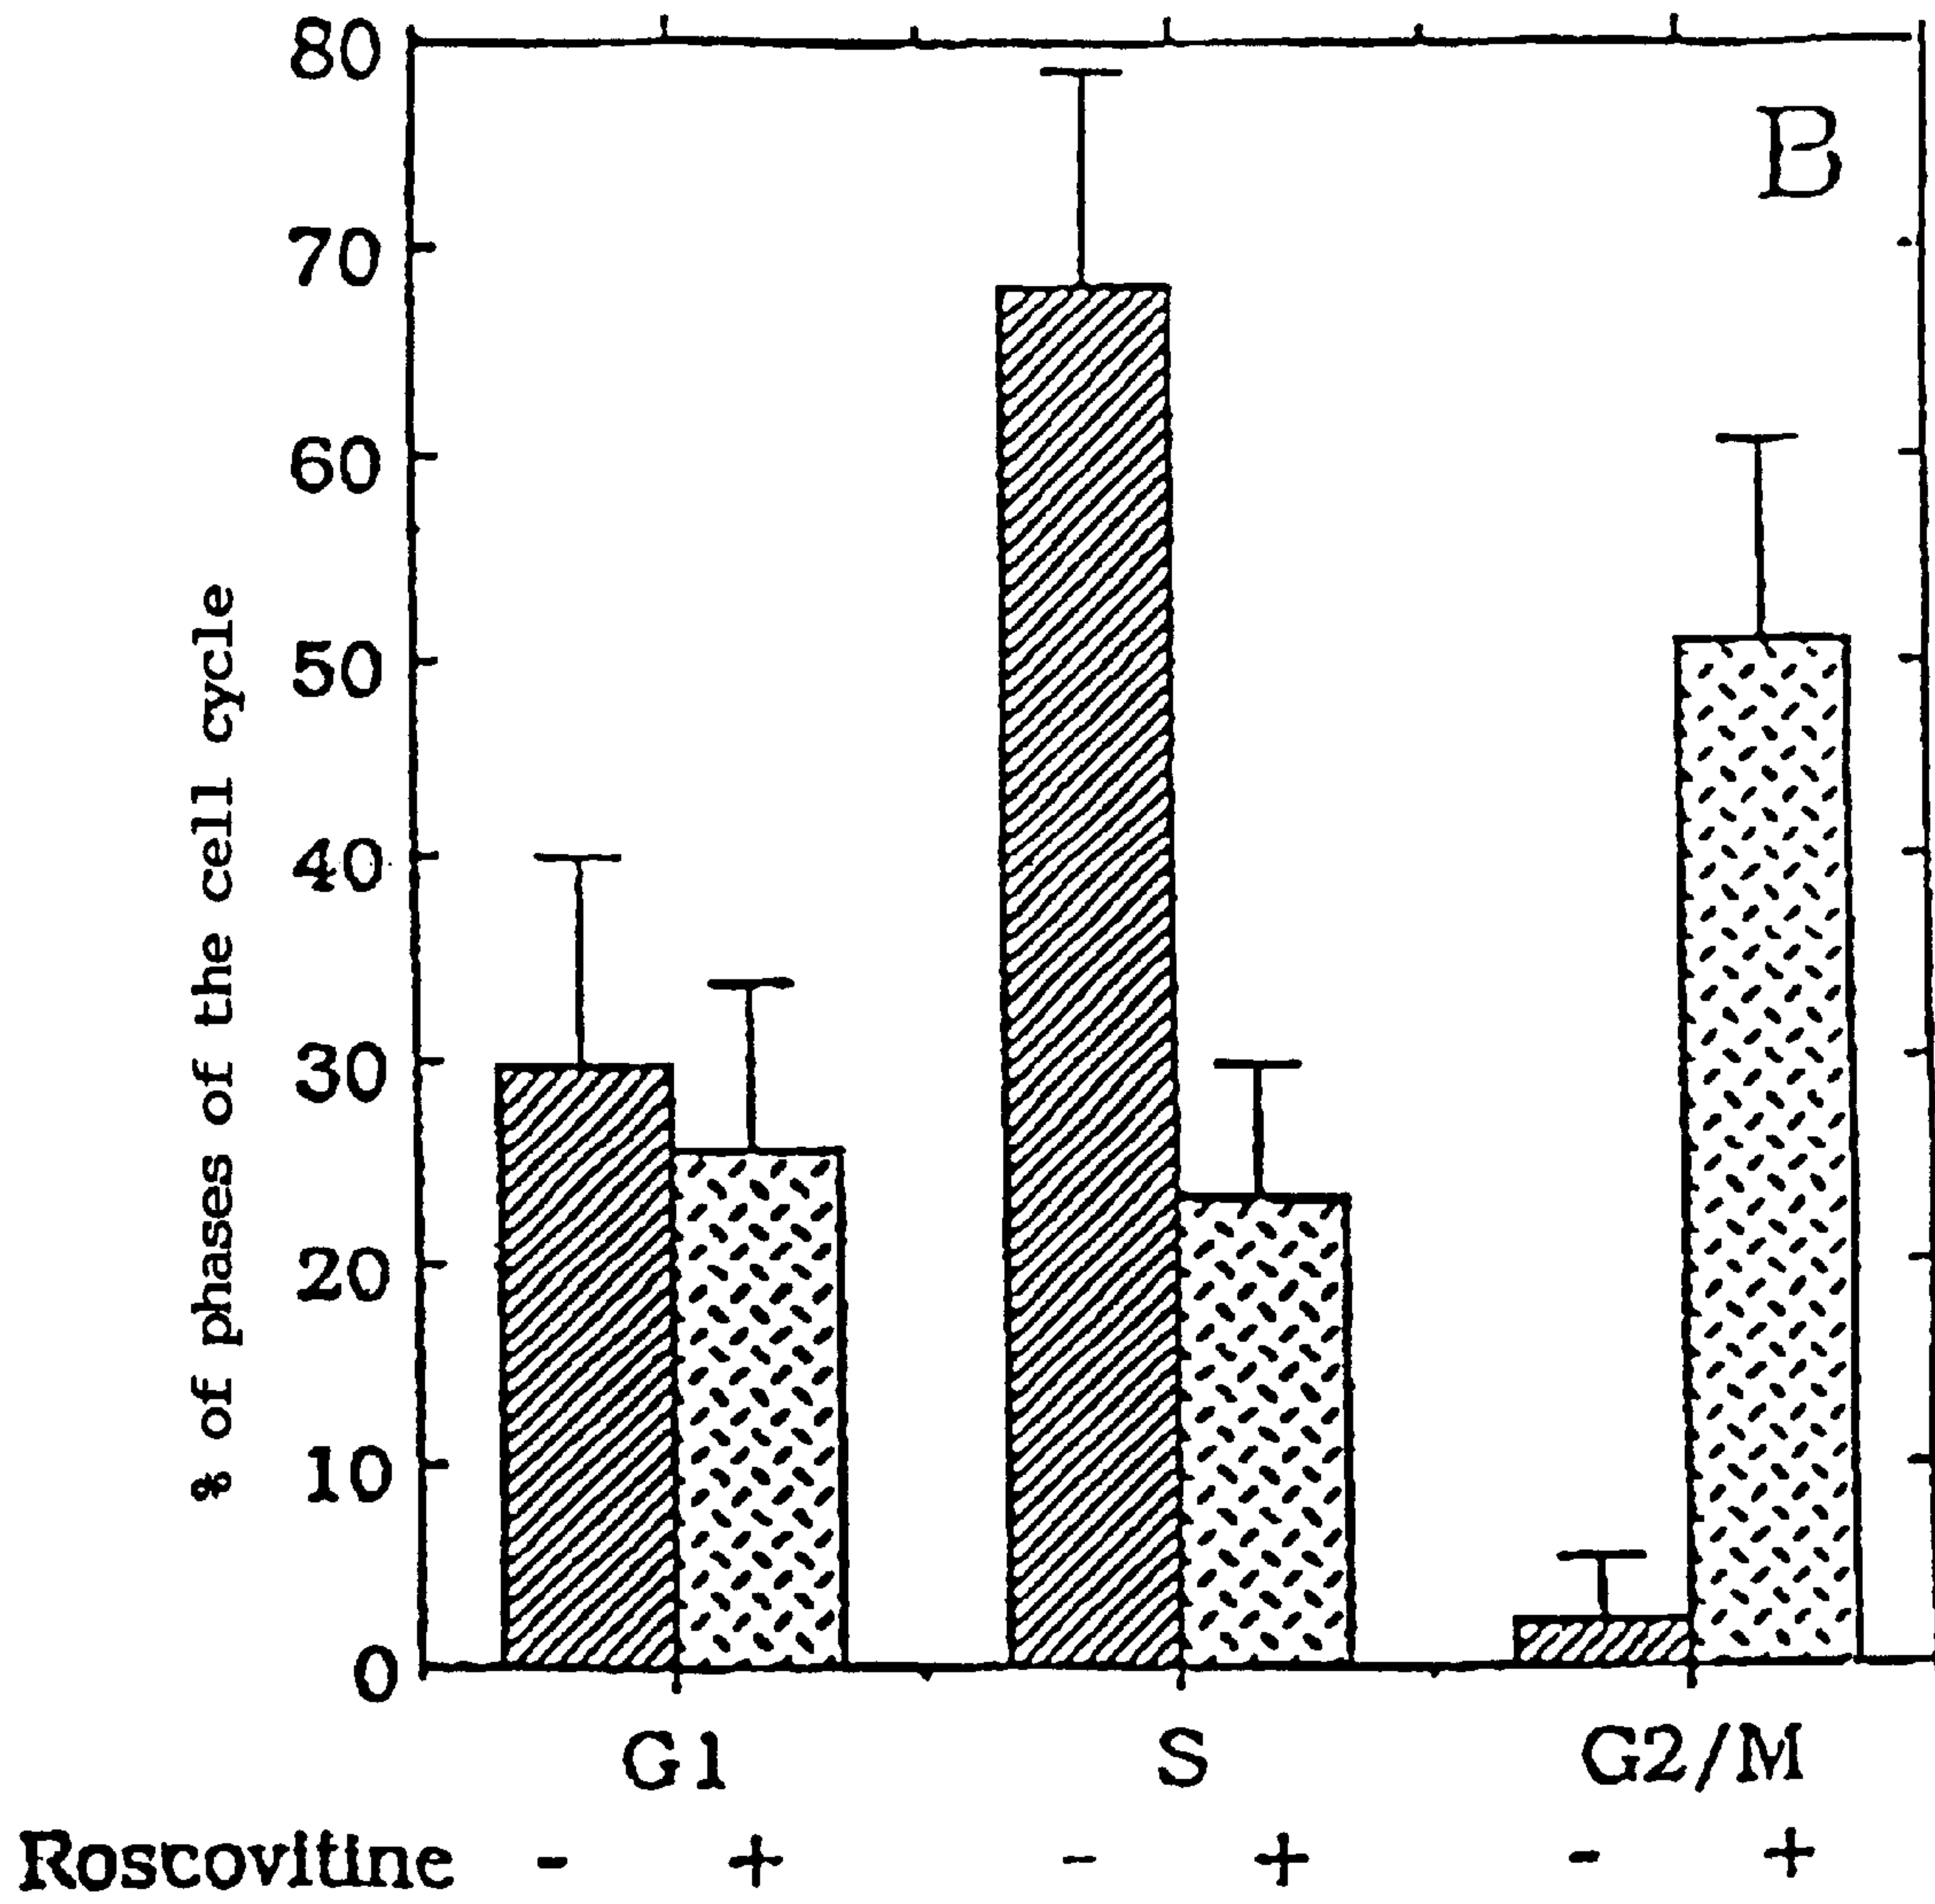 80
B
70
60
50
40
30
20
10
0
% of phases of the cell cycle
G1 S G2/M
Roscovitine - + - + - +